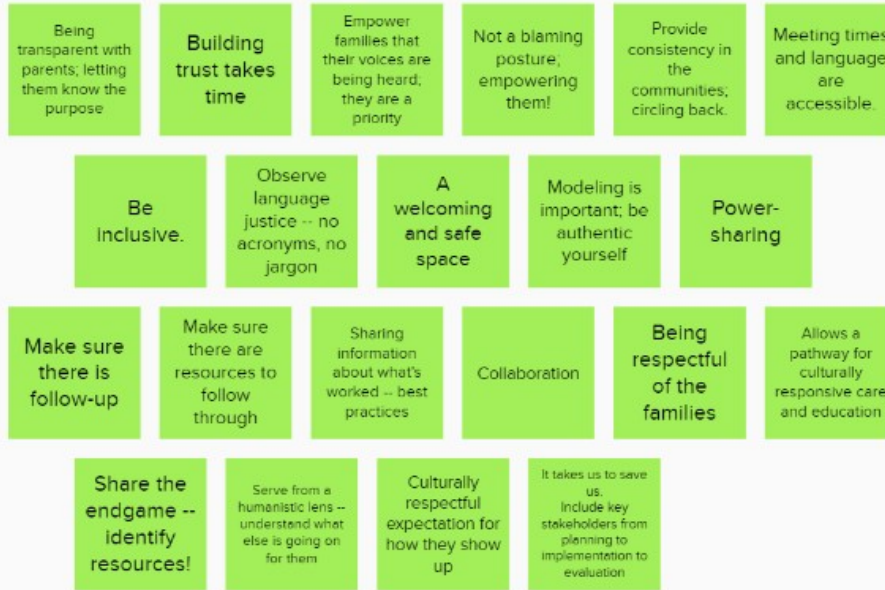 Being
transparent with
parents; letting
them know the
purpose
Building
trust takes
time
Empower
families that
their voices are
being heard;
they are a
priority
Not a blaming
posture;
empowering
them!
Provide
consistency in
the
communities;
circling back.
Meeting times
and language
are
accessible.
Be
inclusive.
Observe
language
justice -- no
acronyms, no
jargon
A
welcoming
and safe
space
Modeling is
important; be
authentic
yourself
Power-
sharing
Make sure
there is
follow-up
Make sure
there are
resources to
follow
through
Sharing
information
about what's
worked -- best
practices
Collaboration
Being
respectful
of the
families
Allows a
pathway for
culturally
responsive care
and education
Share the
endgame --
identify
resources!
Serve from a
humanistic lens --
understand what
else is going on
for them
Culturally
respectful
expectation for
how they show
up
It takes us to save
us.
Include key
stakeholders from
planning to
implementation to
evaluation